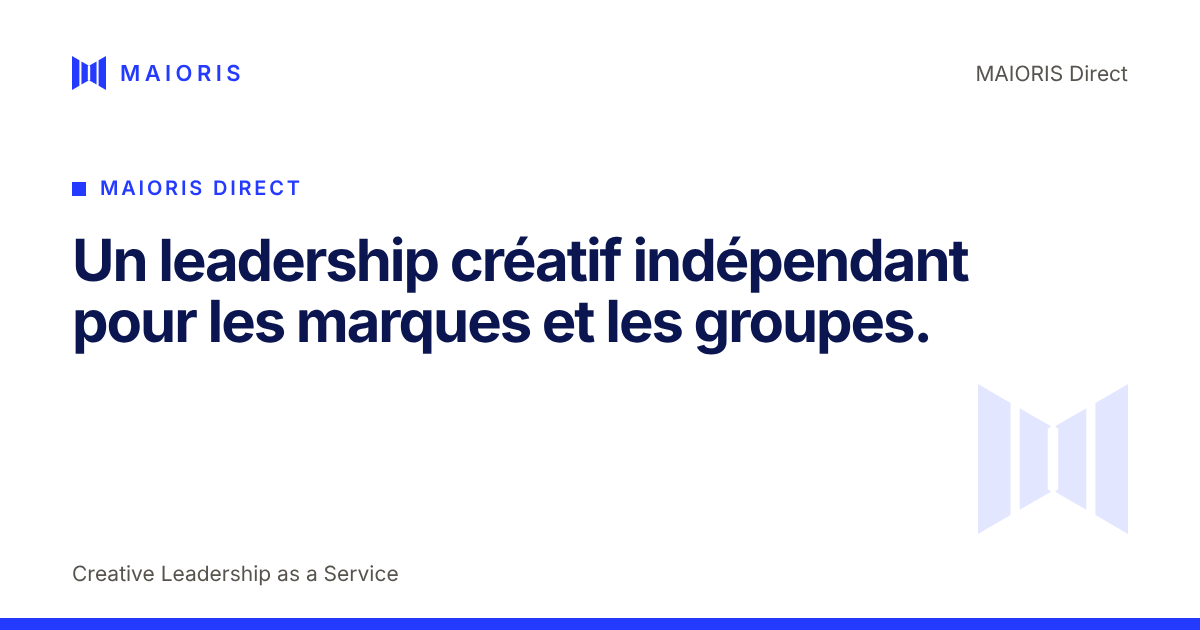 MAIORIS
MAIORIS Direct
MAIORIS DIRECT
Un leadership créatif indépendant
pour les marques et les groupes.
Creative Leadership as a Service